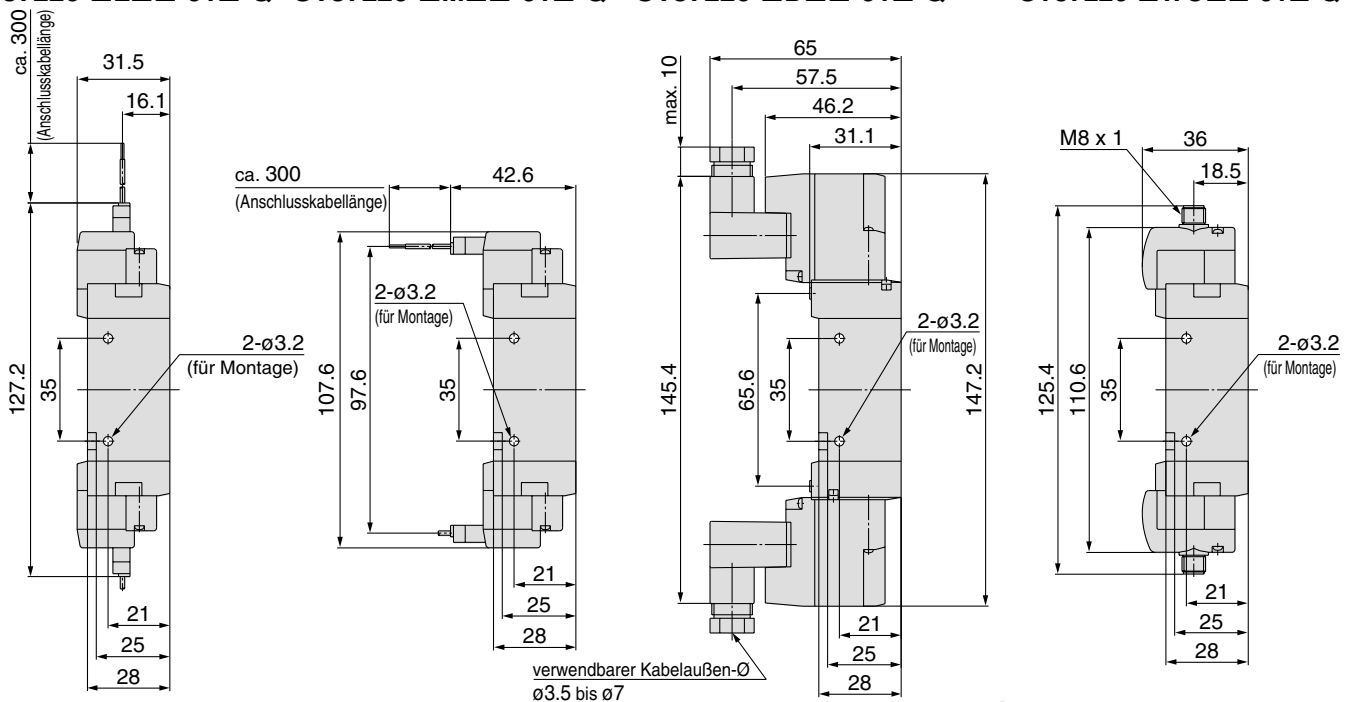 ca. 300
(Anschlusskabellänge)
31.5
16.1
127.2
35
2-ø3.2
(für Montage)
21
25
28
ca. 300
(Anschlusskabellänge)
42.6
2-ø3.2
(für Montage)
107.6
97.6
35
21
25
28
65
57.5
46.2
31.1
max. 10
145.4
65.6
35
2-ø3.2
(für Montage)
147.2
21
25
28
verwendbarer Kabelaußen-Ø
ø3.5 bis ø7
M8 x 1
36
18.5
125.4
110.6
35
2-ø3.2
(für Montage)
21
25
28